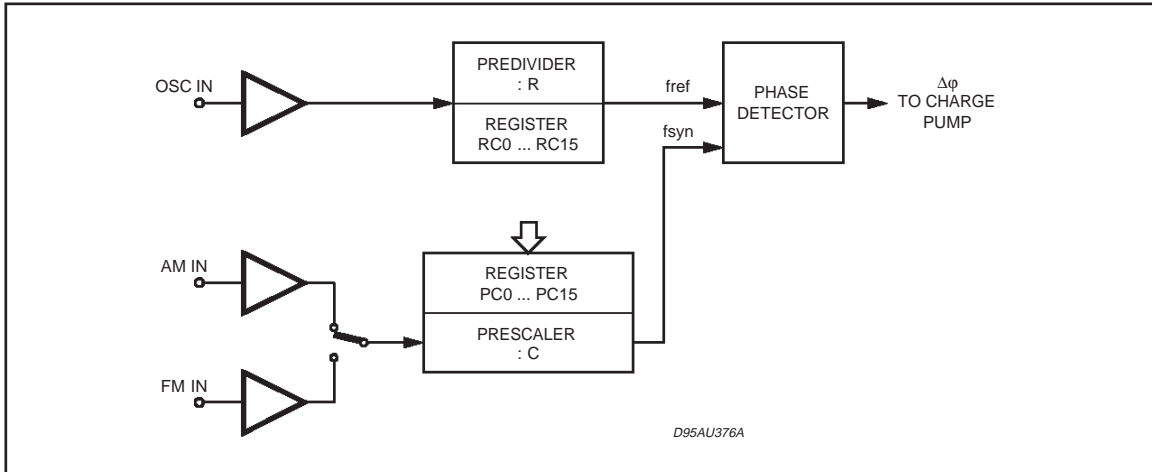 OSC IN
PREDIVIDER
: R
REGISTER
RC0 ... RC15
fref
fsyn
PHASE
DETECTOR
Δφ
TO CHARGE
PUMP
AM IN
FM IN
REGISTER
PC0 ... PC15
PRESCALER
: C
D95AU376A